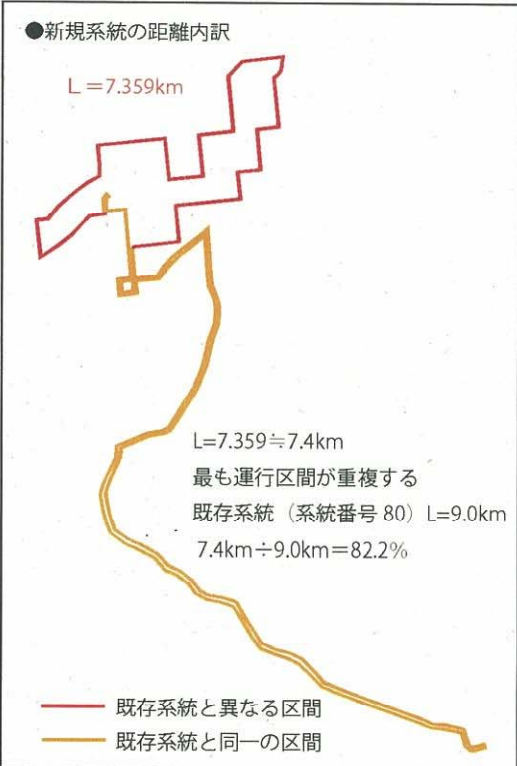 ●新規系統の距離内訳
L＝7.359km
L=7.359≒7.4km
最も運行区間が重複する
既存系統（系統番号 80）L=9.0km
7.4km÷9.0km＝82.2%
既存系統と異なる区間
既存系統と同一の区間